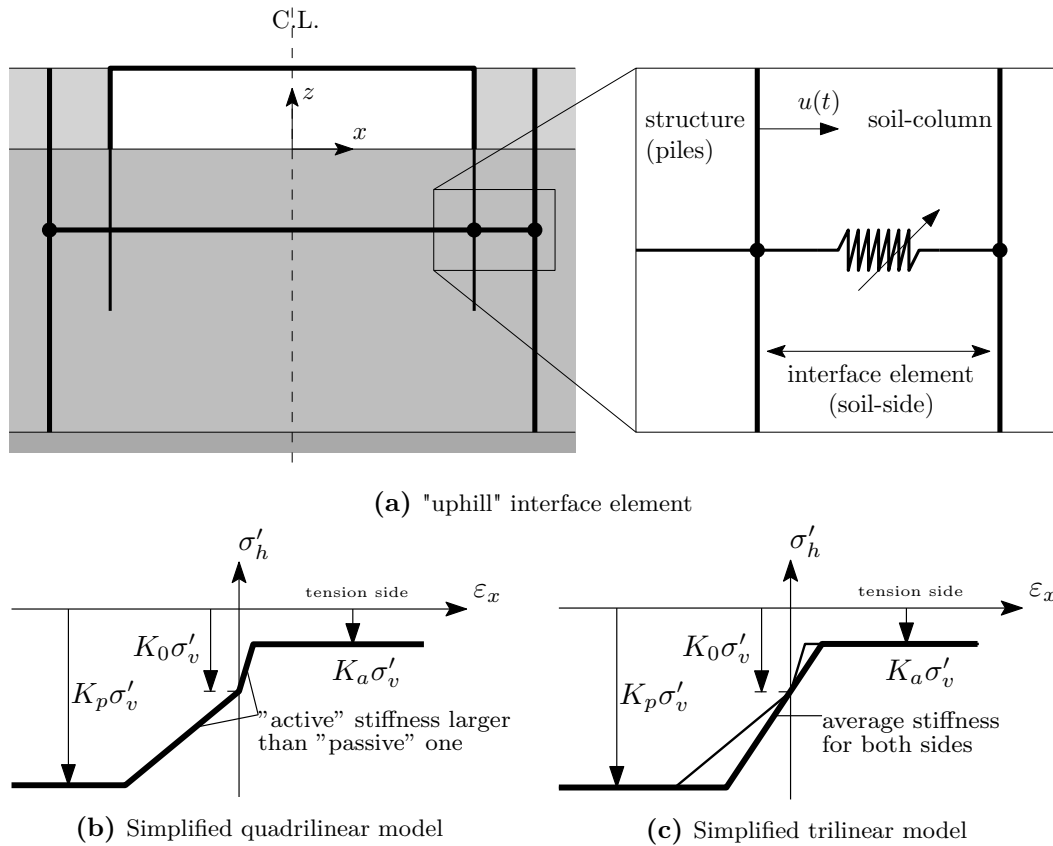 C.L.
z
x
structure
(piles)
u(t)
soil-column
interface element
(soil-side)
(a) "uphill" interface element
σ′h
tension side
εx
K0σ′v
Kaσ′v
Kpσ′v
"active" stiffness larger
than "passive" one
(b) Simplified quadrilinear model
σ′h
tension side
εx
K0σ′v
Kaσ′v
Kpσ′v
average stiffness
for both sides
(c) Simplified trilinear model